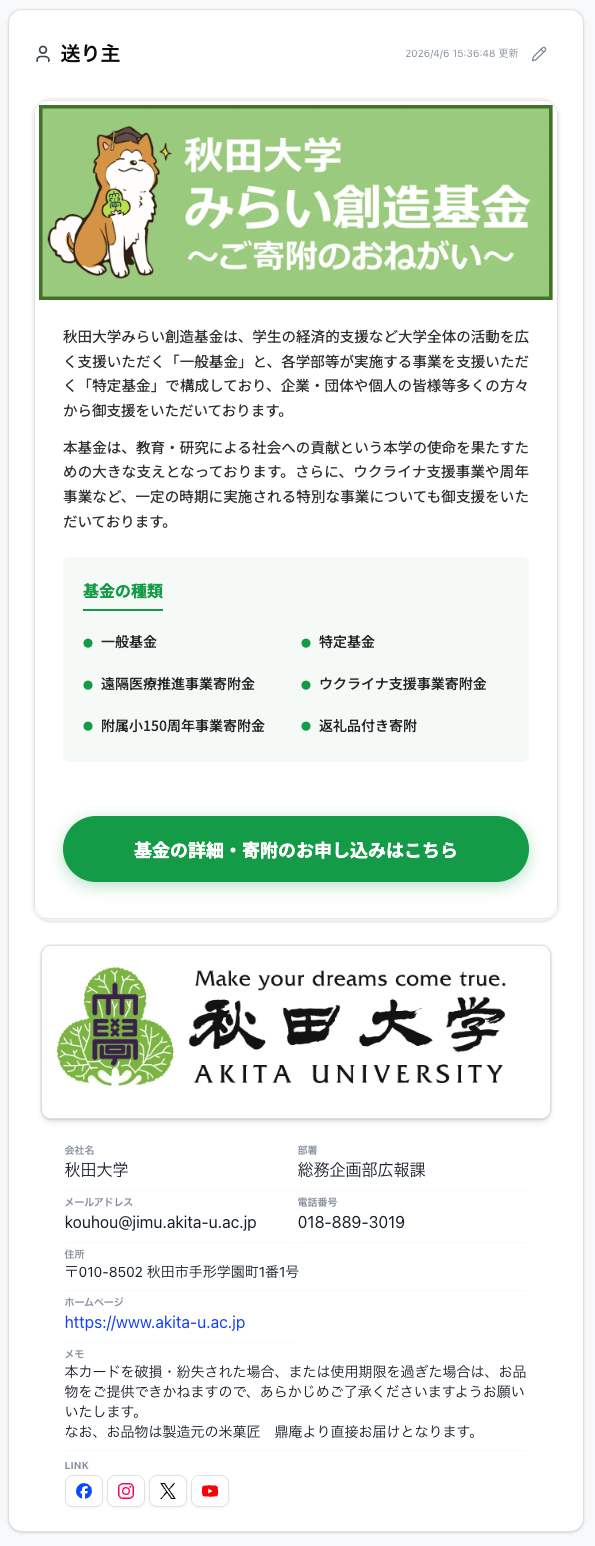 送り主
2026/4/6 15:36:48 更新
秋田大学
みらい創造基金
～ご寄附のおねがい～
秋田大学みらい創造基金は、学生の経済的支援など大学全体の活動を広
く支援いただく「一般基金」と、各学部等が実施する事業を支援いただ
く「特定基金」で構成しており、企業・団体や個人の皆様等多くの方々
から御支援をいただいております。
本基金は、教育・研究による社会への貢献という本学の使命を果たすた
めの大きな支えとなっております。さらに、ウクライナ支援事業や周年
事業など、一定の時期に実施される特別な事業についても御支援をいた
だいております。
基金の種類
一般基金
特定基金
遠隔医療推進事業寄附金
ウクライナ支援事業寄附金
附属小150周年事業寄附金
返礼品付き寄附
基金の詳細・寄附のお申し込みはこちら
Make your dreams come true.
大學
秋田大学
AKITA UNIVERSITY
会社名
秋田大学
部署
総務企画部広報課
メールアドレス
kouhou@jimu.akita-u.ac.jp
電話番号
018-889-3019
住所
〒010-8502 秋田市手形学園町1番1号
ホームページ
https://www.akita-u.ac.jp
メモ
本カードを破損・紛失された場合、または使用期限を過ぎた場合は、お品
物をご提供できかねますので、あらかじめご了承くださいますようお願い
いたします。
なお、お品物は製造元の米菓匠　鼎庵より直接お届けとなります。
LINK